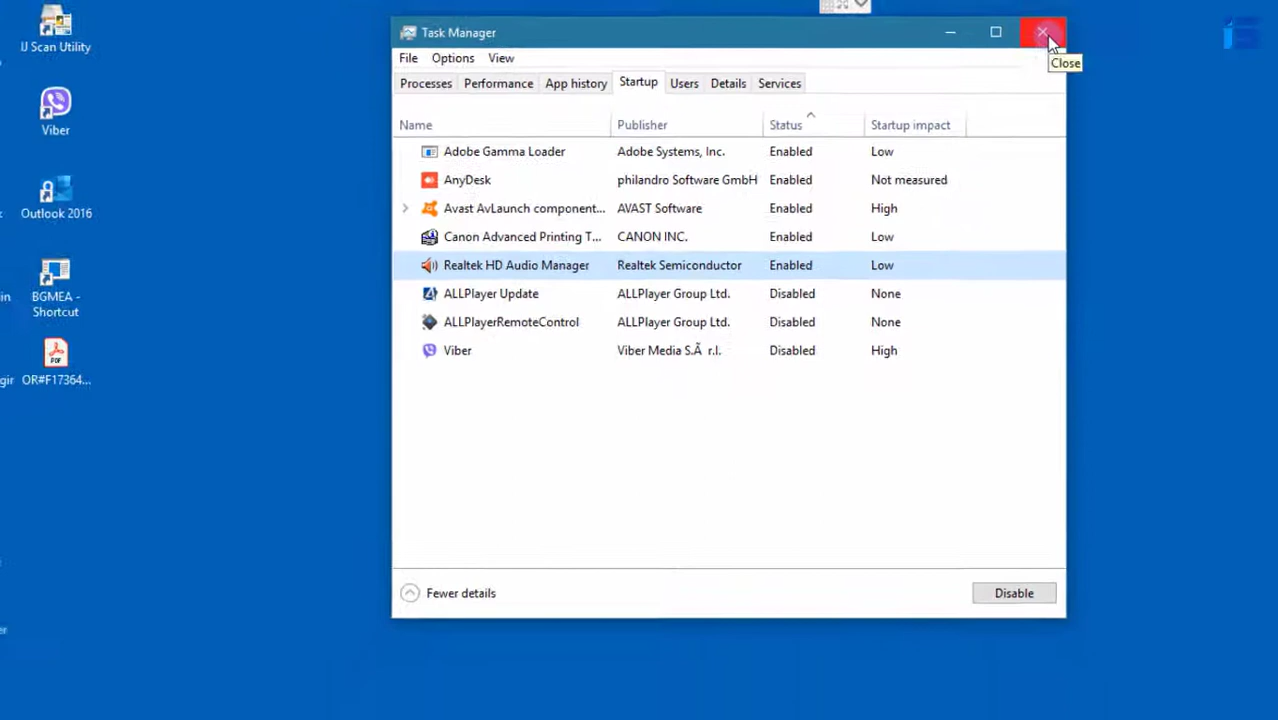 IJ Scan Utility
Viber
Outlook 2016
BGMEA -
Shortcut
PDF
OR#F17364...
in
gir
er
Task Manager
Close
File Options View
Processes Performance App history Startup Users Details Services
Name Publisher Status Startup impact
Adobe Gamma Loader Adobe Systems, Inc. Enabled Low
AnyDesk philandro Software GmbH Enabled Not measured
Avast AvLaunch component... AVAST Software Enabled High
Canon Advanced Printing T... CANON INC. Enabled Low
Realtek HD Audio Manager Realtek Semiconductor Enabled Low
ALLPlayer Update ALLPlayer Group Ltd. Disabled None
ALLPlayerRemoteControl ALLPlayer Group Ltd. Disabled None
Viber Viber Media S.Ã r.l. Disabled High
Fewer details Disable